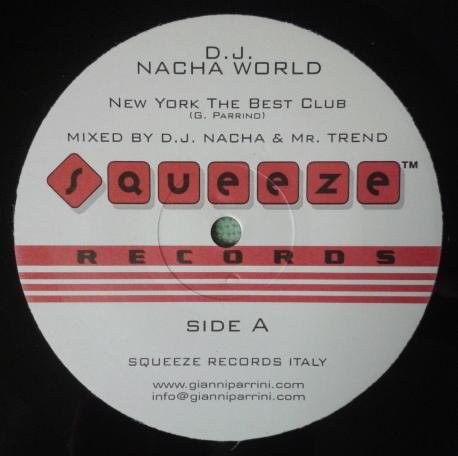 D.J.
NACHA WORLD
NEW YORK THE BEST CLUB
(G. PARRINO)
MIXED BY D.J. NACHA & MR. TREND
SQUEEZE™
RECORDS
SIDE A
SQUEEZE RECORDS ITALY
www.gianniparrini.com
info@gianniparrini.com